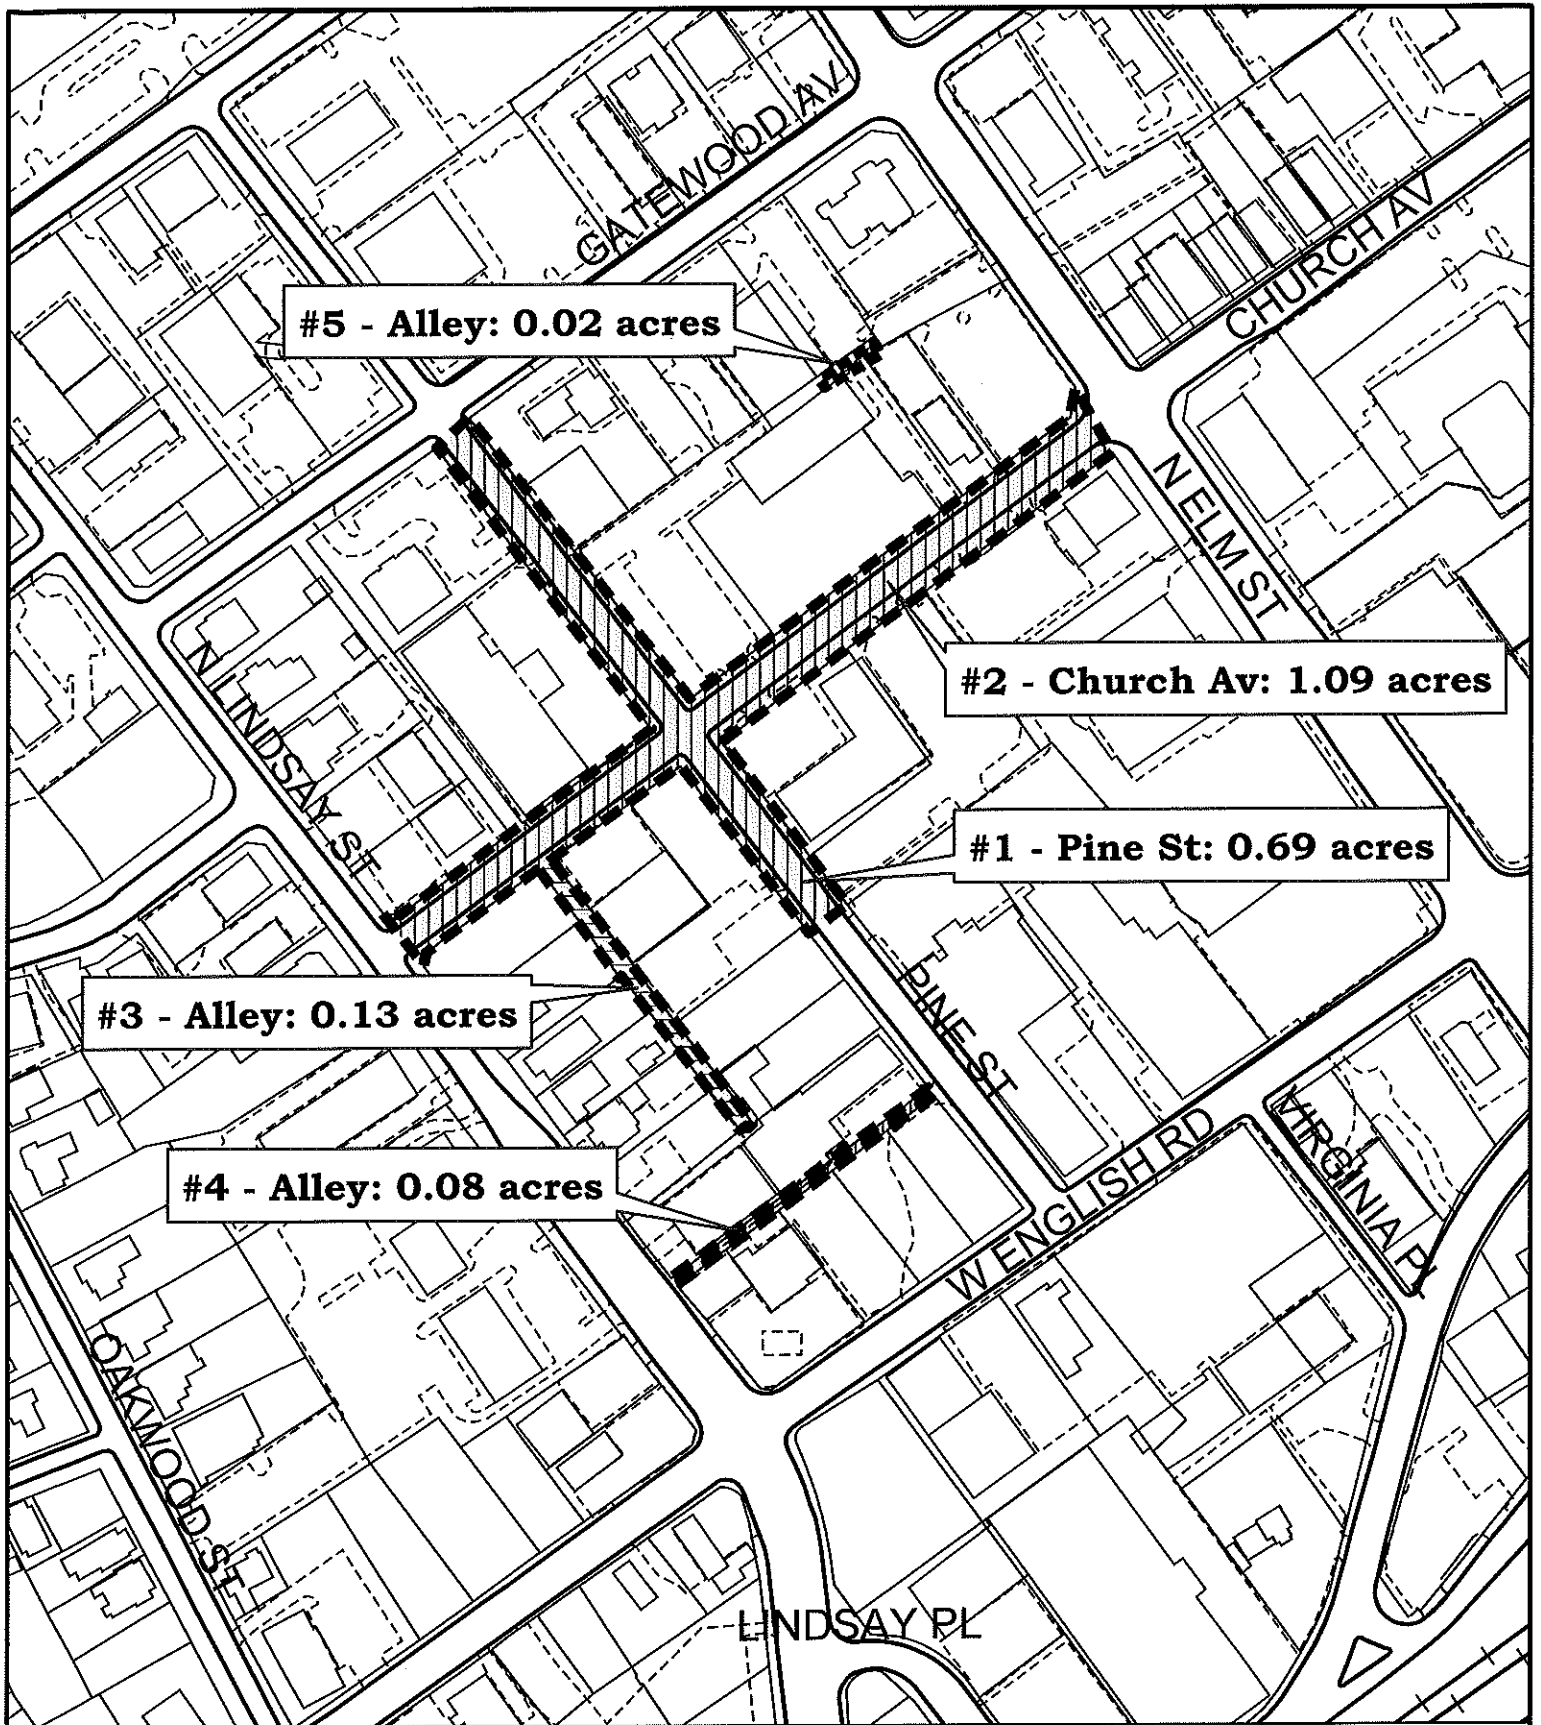 GATEWOOD AV
CHURCH AV
#5 - Alley: 0.02 acres
N ELM ST
N LINDSAY ST
#2 - Church Av: 1.09 acres
#1 - Pine St: 0.69 acres
#3 - Alley: 0.13 acres
PINE ST
#4 - Alley: 0.08 acres
W ENGLISH RD
VIRGINIA PL
OAKWOOD ST
LINDSAY PL